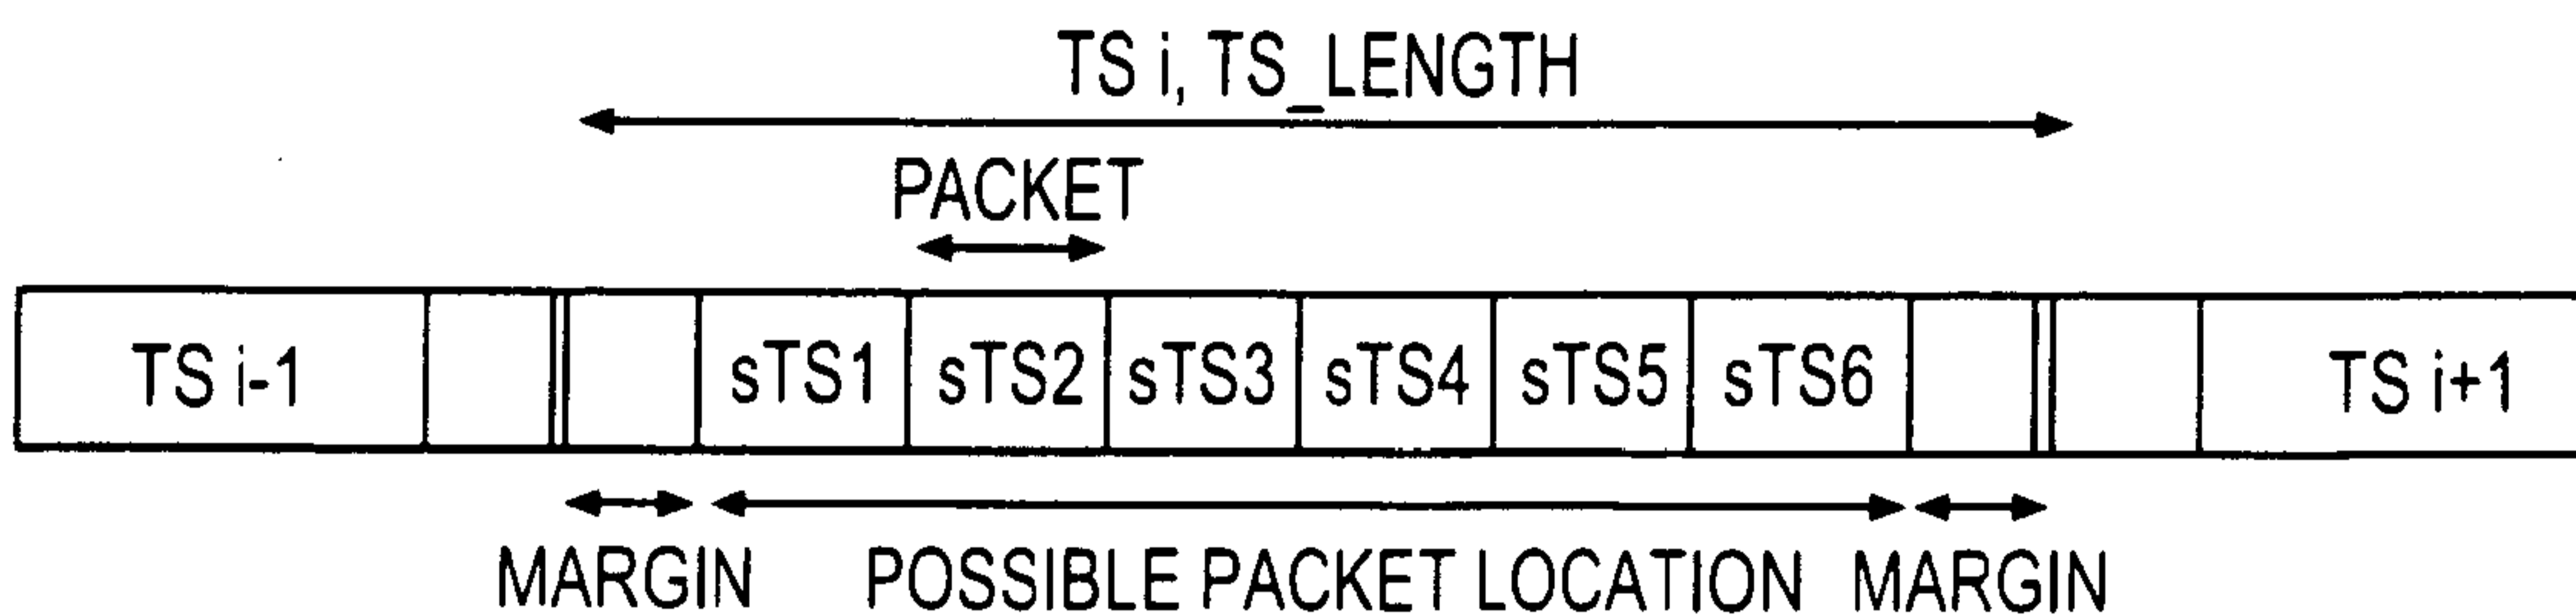 TS i, TS_LENGTH
PACKET
TS i-1 sTS1 sTS2 sTS3 sTS4 sTS5 sTS6 TS i+1
MARGIN POSSIBLE PACKET LOCATION MARGIN